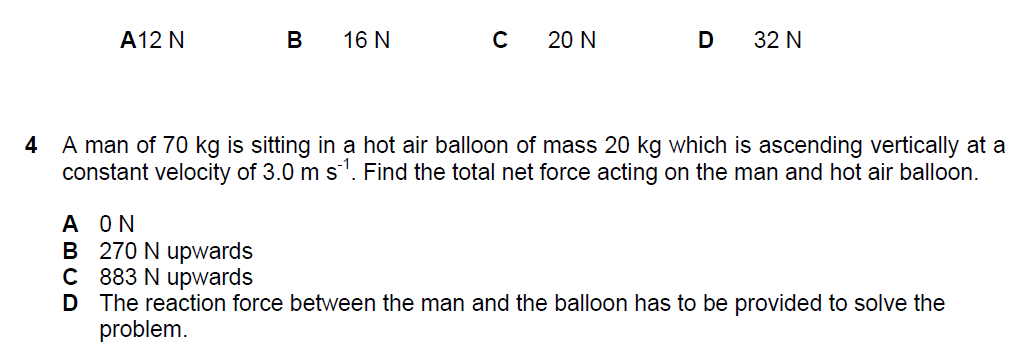 A12 N B 16 N C 20 N D 32 N
4 A man of 70 kg is sitting in a hot air balloon of mass 20 kg which is ascending vertically at a
constant velocity of 3.0 m s⁻¹. Find the total net force acting on the man and hot air balloon.
A 0 N
B 270 N upwards
C 883 N upwards
D The reaction force between the man and the balloon has to be provided to solve the
problem.